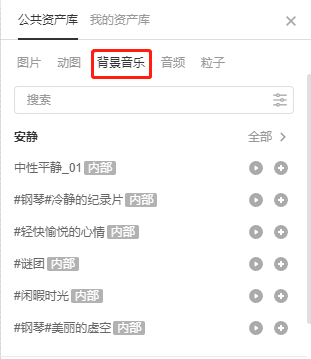 公共资产库 我的资产库
图片 动图 背景音乐 音频 粒子
搜索
安静 全部
中性平静_01 内部
#钢琴#冷静的纪录片 内部
#轻快愉悦的心情 内部
#谜团 内部
#闲暇时光 内部
#钢琴#美丽的虚空 内部